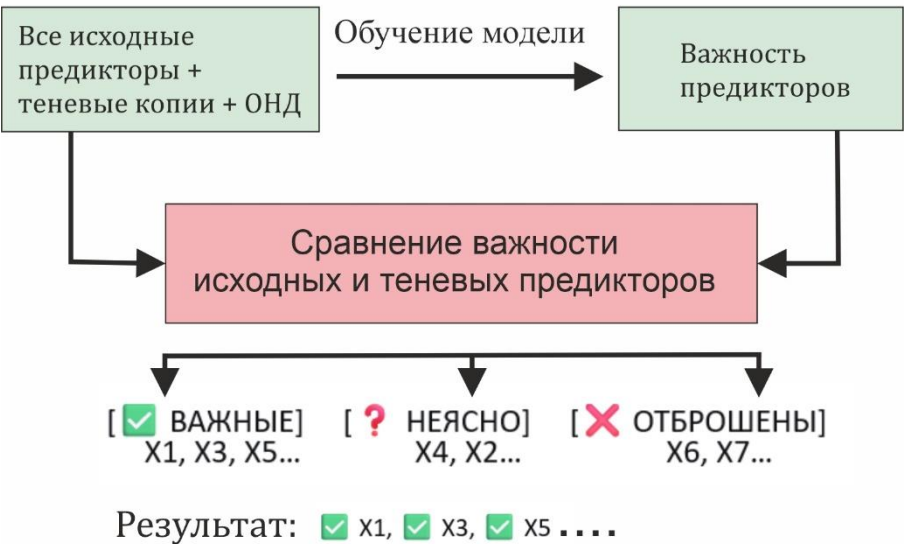 Все исходные
предикторы +
теневые копии + ОНД
Обучение модели
Важность
предикторов
Сравнение важности
исходных и теневых предикторов
[✅ ВАЖНЫЕ] [❓ НЕЯСНО] [❌ ОТБРОШЕНЫ]
X1, X3, X5... X4, X2... X6, X7...
Результат: ✅ X1, ✅ X3, ✅ X5 ....